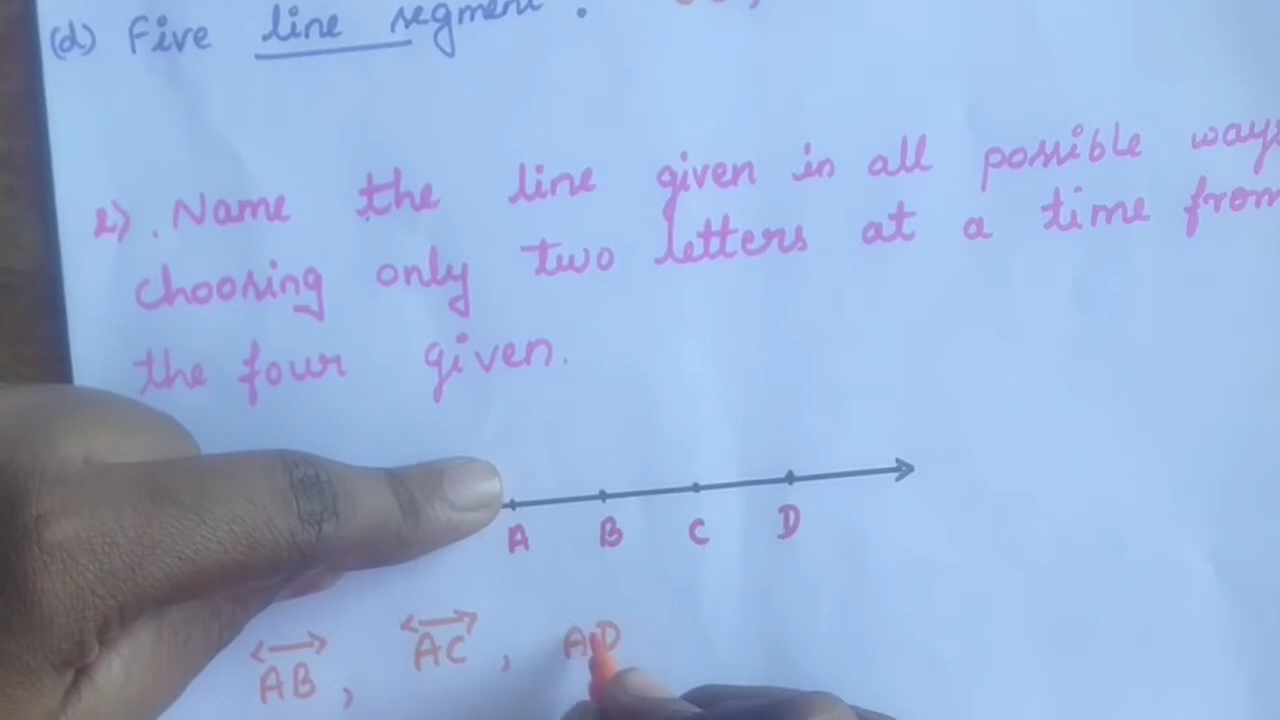 (d) Five line segment.
2). Name the line given in all possible ways
choosing only two letters at a time from
the four given.
A B C D
AB, AC, AD